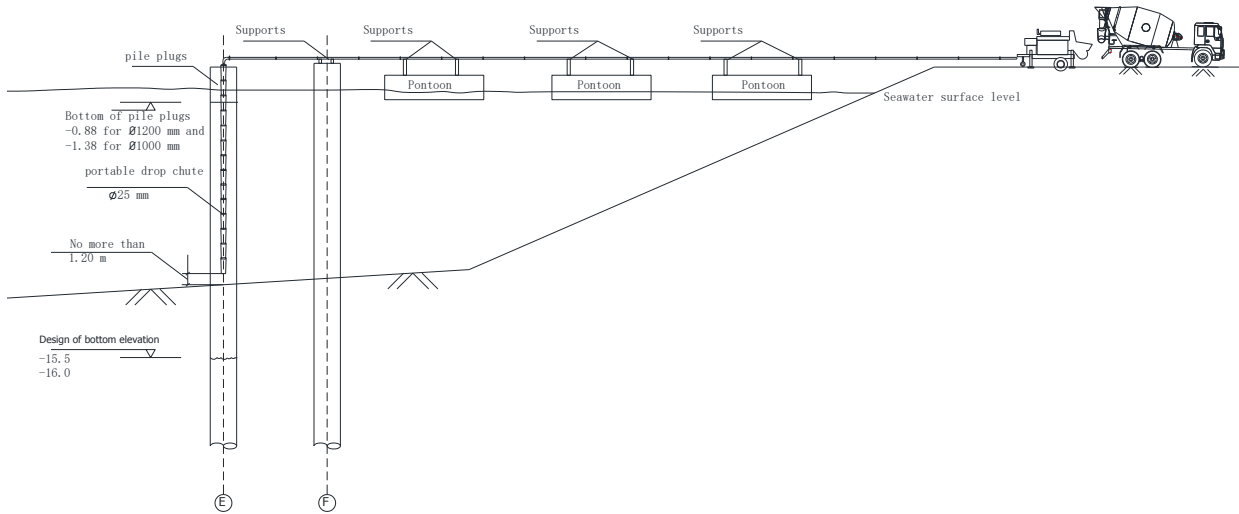 Supports
Supports
Supports
Supports
pile plugs
Pontoon
Pontoon
Pontoon
Seawater surface level
Bottom of pile plugs
-0.88 for Ø1200 mm and
-1.38 for Ø1000 mm
portable drop chute
Ø25 mm
No more than
1.20 m
Design of bottom elevation
-15.5
-16.0
E
F